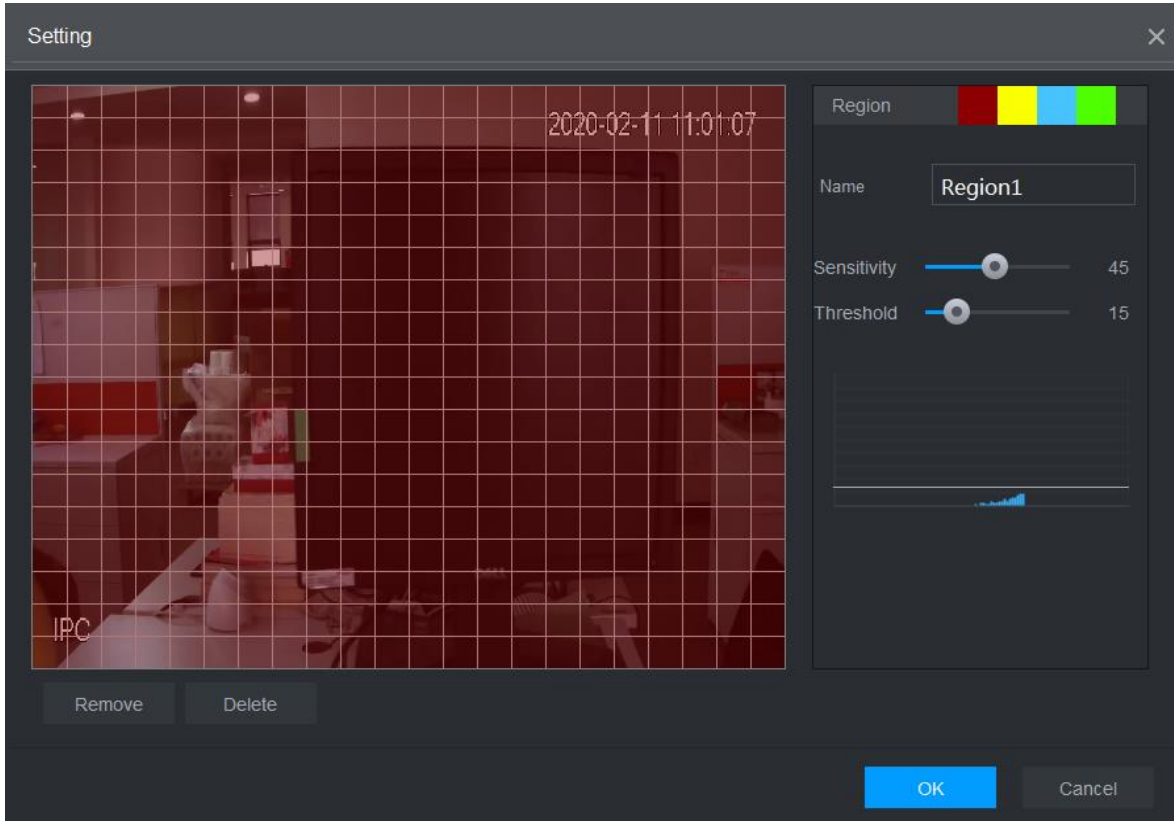 Setting
2020-02-11 11:01:07
IPC
Region
Name Region1
Sensitivity 45
Threshold 15
Remove Delete
OK Cancel